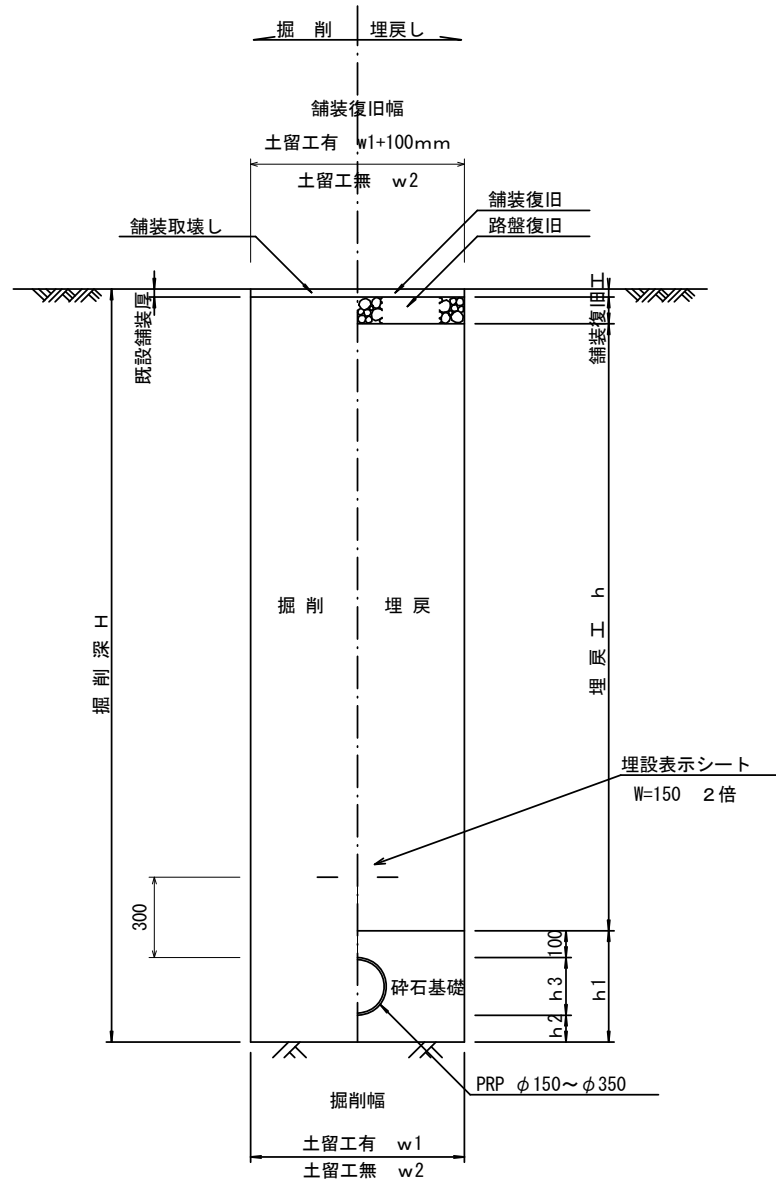 掘 削 埋戻し
舗装復旧幅
土留工有 w1+100mm
土留工無 w2
舗装復旧
舗装取壊し
路盤復旧
既設舗装厚
舗装復旧工
掘 削 埋 戻
掘 削 深 H
埋 戻 工 h
埋設表示シート
W=150 2倍
300
100
砕石基礎
h3
h1
h2
PRP φ150～φ350
掘削幅
土留工有 w1
土留工無 w2